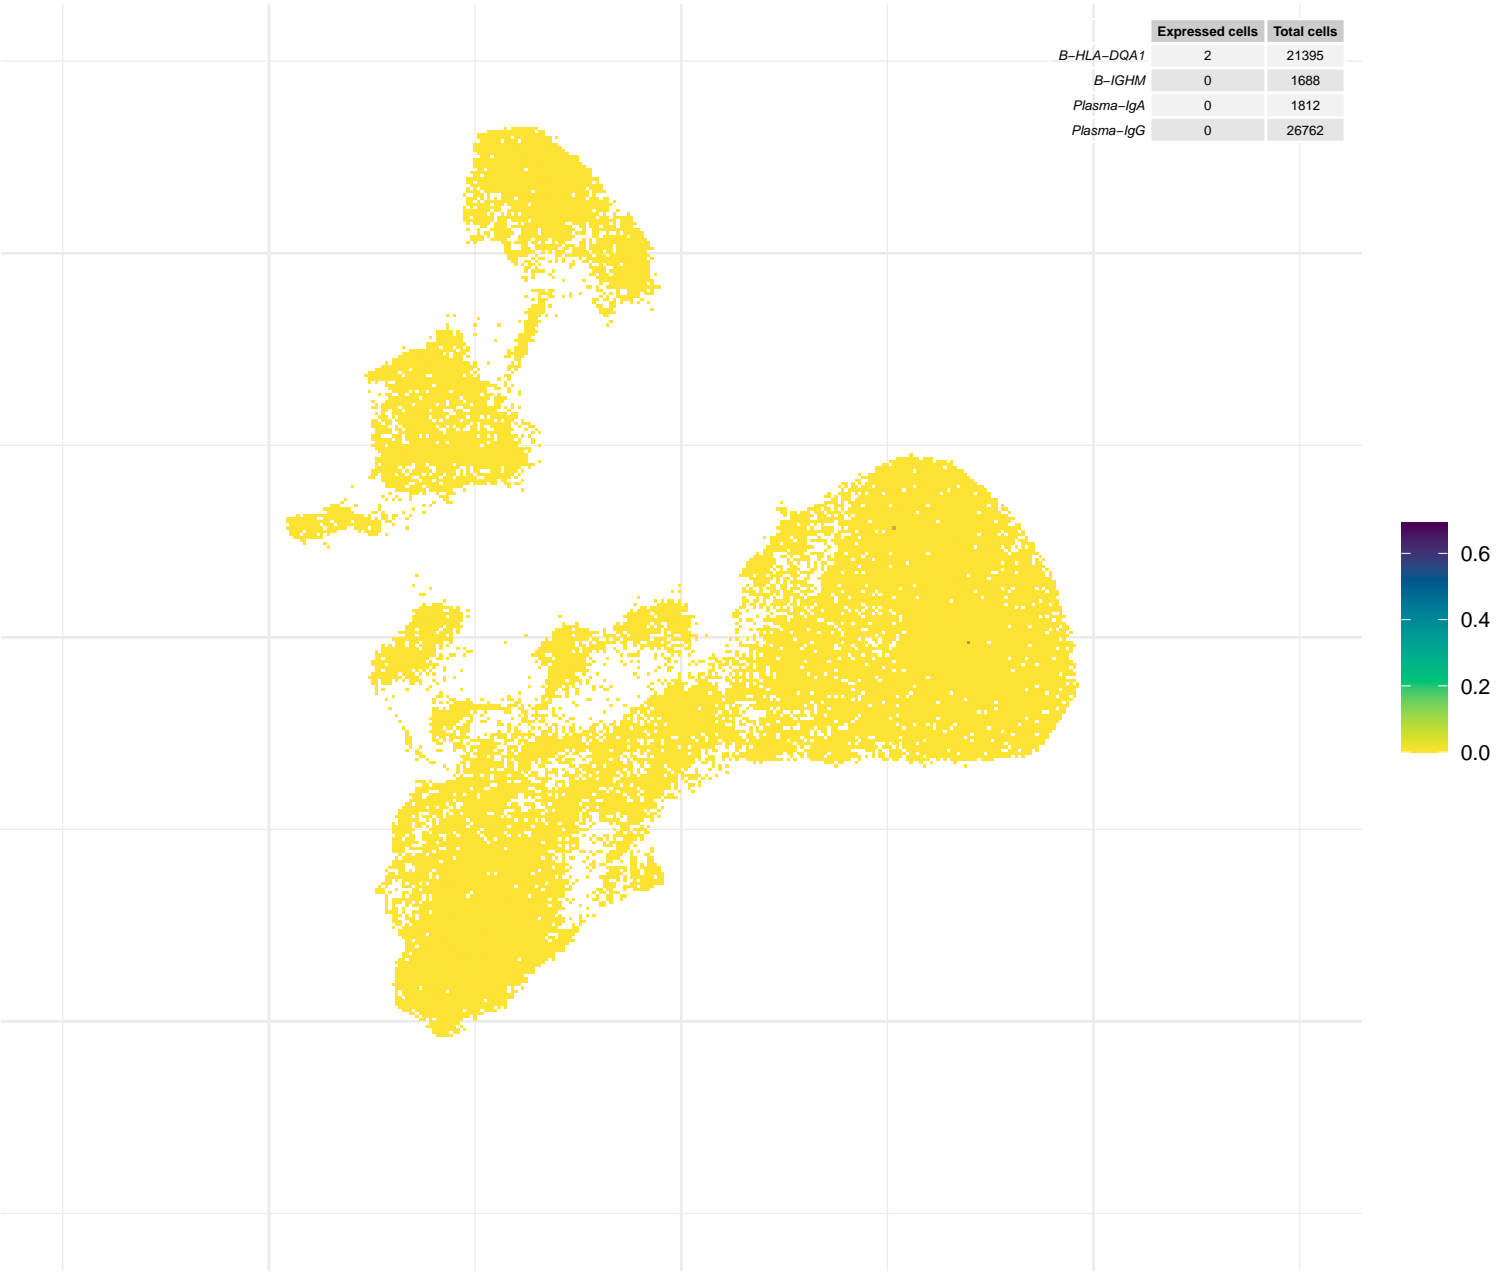 Expressed cells Total cells
B−HLA−DQA1 2 21395
B−IGHM 0 1688
Plasma−IgA 0 1812
Plasma−IgG 0 26762
0.6
0.4
0.2
0.0